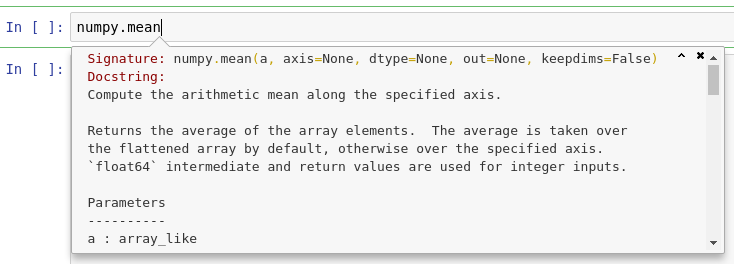 In [ ]: numpy.mean
In [ ]:
Signature: numpy.mean(a, axis=None, dtype=None, out=None, keepdims=False)
Docstring:
Compute the arithmetic mean along the specified axis.
Returns the average of the array elements.  The average is taken over
the flattened array by default, otherwise over the specified axis.
`float64` intermediate and return values are used for integer inputs.
Parameters
----------
a : array_like